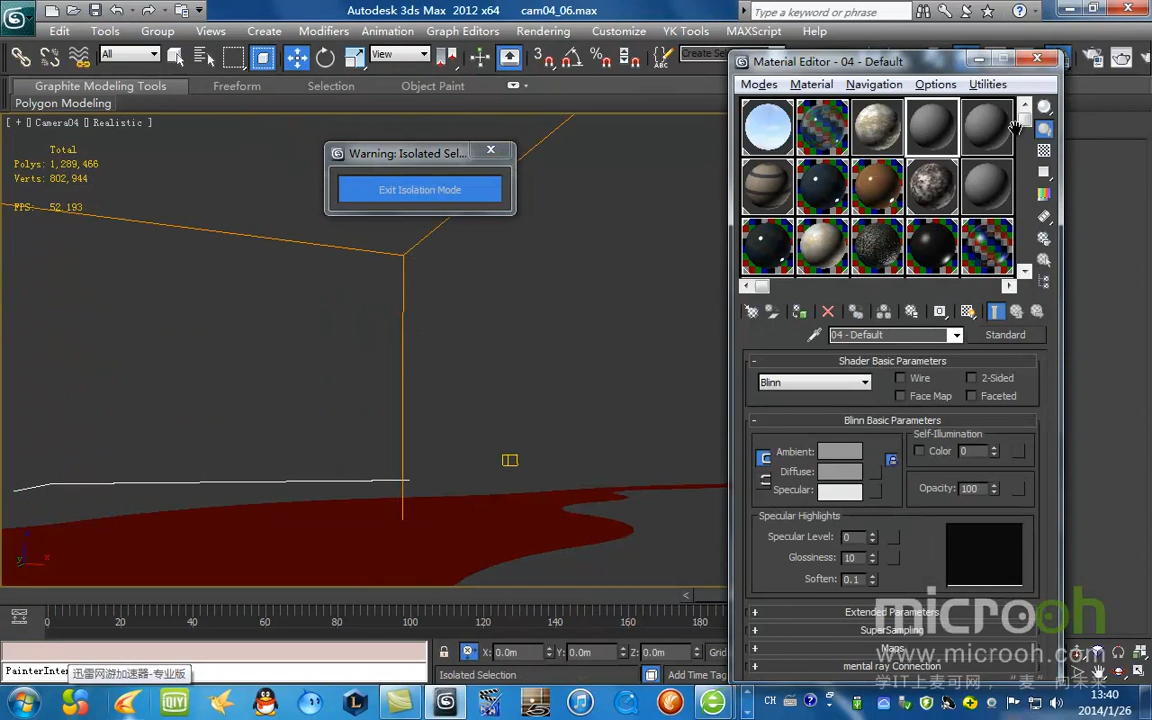 Autodesk 3ds Max 2012 x64 cam04_06.max
Type a keyword or phrase
Edit Tools Group Views Create Modifiers Animation Graph Editors Rendering Customize MAXScript Help
All
View
Create Se
Graphite Modeling Tools Freeform Selection Object Paint
Polygon Modeling
[ + ] Camera04 [ Realistic ]
Total
Polys: 1,289,466
Verts: 802,944
FPS: 52.193
Warning: Isolated Sel...
Exit Isolation Mode
Material Editor - 04 - Default
Modes Material Navigation Options Utilities
04 - Default
Standard
Shader Basic Parameters
Blinn
Wire
2-Sided
Face Map
Faceted
Blinn Basic Parameters
Self-Illumination
Ambient:
Color 0
Diffuse:
Specular:
Opacity: 100
Specular Highlights
Specular Level: 0
Glossiness: 10
Soften: 0.1
Extended Parameters
SuperSampling
Maps
mental ray Connection
0 20 40 60 80 100 120 140 160 180
X: 0.0m Y: 0.0m Z: 0.0m Grid
PainterInter
迅雷网游加速器-专业版
Isolated Selection
Add Time Tag
microoh
www.microoh.com
学IT上麦可网，“麦”向未来
CH
13:40
2014/1/26